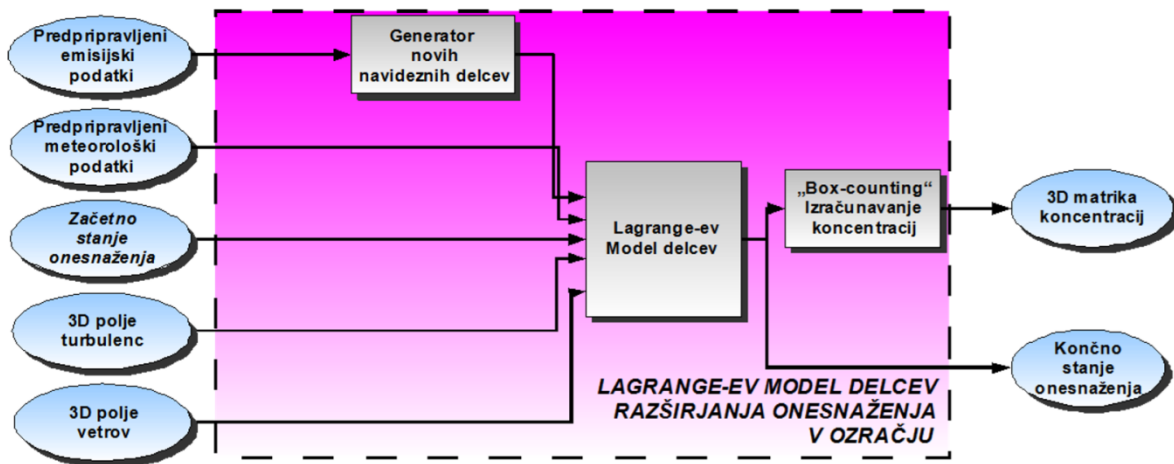 Predpripravljeni
emisijski
podatki
Generator
novih
navideznih delcev
Predpripravljeni
meteorološki
podatki
Začetno
stanje
onesnaženja
3D polje
turbulenc
3D polje
vetrov
Lagrange-ev
Model delcev
„Box-counting“
Izračunavanje
koncentracij
3D matrika
koncentracij
Končno
stanje
onesnaženja
LAGRANGE-EV MODEL DELCEV
RAZŠIRJANJA ONESNAŽENJA
V OZRAČJU